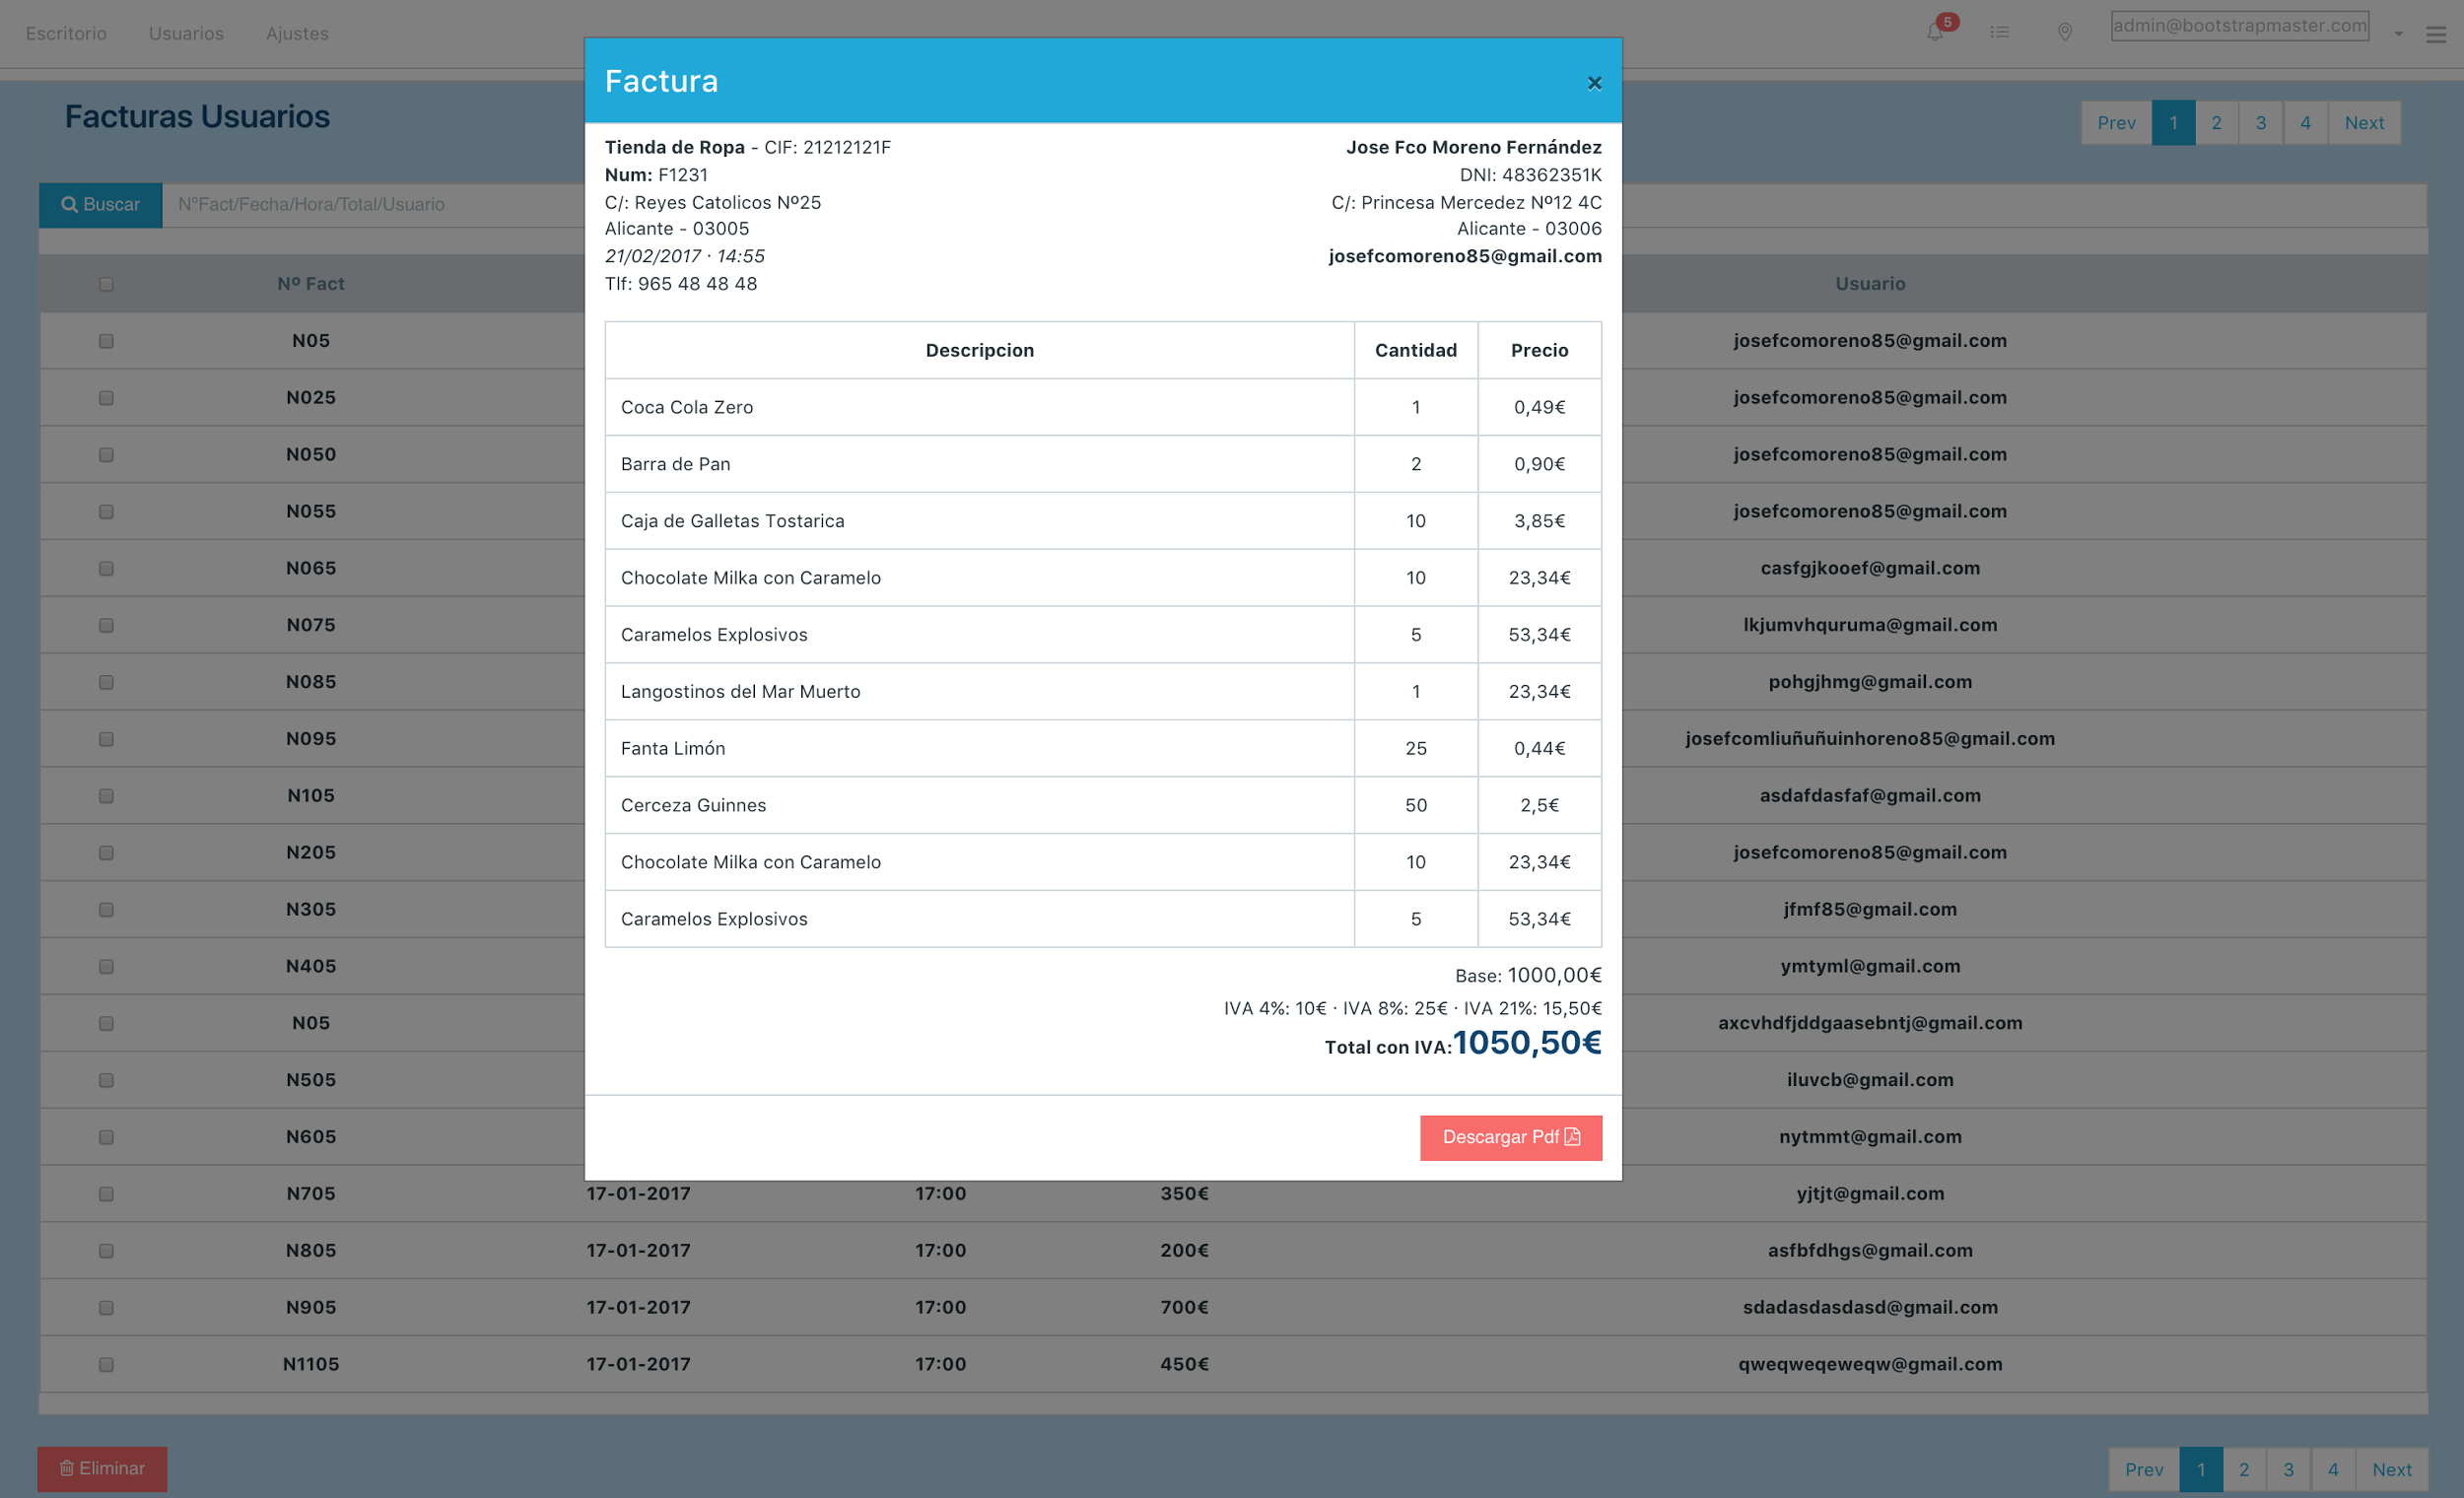 Escritorio Usuarios Ajustes 5 admin@bootstrapmaster.com
Facturas Usuarios
Prev 1 2 3 4 Next
Buscar NºFact/Fecha/Hora/Total/Usuario
Nº Fact Usuario
N05 josefcomoreno85@gmail.com
N025 josefcomoreno85@gmail.com
N050 josefcomoreno85@gmail.com
N055 josefcomoreno85@gmail.com
N065 casfgjkooef@gmail.com
N075 lkjumvhquruma@gmail.com
N085 pohgjhmg@gmail.com
N095 josefcomliuñuñuinhoreno85@gmail.com
N105 asdafdasfaf@gmail.com
N205 josefcomoreno85@gmail.com
N305 jfmf85@gmail.com
N405 ymtyml@gmail.com
N05 axcvhdfjddgaasebntj@gmail.com
N505 iluvcb@gmail.com
N605 nytmmt@gmail.com
N705 17-01-2017 17:00 350€ yjtjt@gmail.com
N805 17-01-2017 17:00 200€ asfbfdhgs@gmail.com
N905 17-01-2017 17:00 700€ sdadasdasdasd@gmail.com
N1105 17-01-2017 17:00 450€ qweqweqeweqw@gmail.com
Eliminar
Prev 1 2 3 4 Next
Factura ×
Tienda de Ropa - CIF: 21212121F
Num: F1231
C/: Reyes Catolicos Nº25
Alicante - 03005
21/02/2017 · 14:55
Tlf: 965 48 48 48
Jose Fco Moreno Fernández
DNI: 48362351K
C/: Princesa Mercedez Nº12 4C
Alicante - 03006
josefcomoreno85@gmail.com
Descripcion Cantidad Precio
Coca Cola Zero 1 0,49€
Barra de Pan 2 0,90€
Caja de Galletas Tostarica 10 3,85€
Chocolate Milka con Caramelo 10 23,34€
Caramelos Explosivos 5 53,34€
Langostinos del Mar Muerto 1 23,34€
Fanta Limón 25 0,44€
Cerceza Guinnes 50 2,5€
Chocolate Milka con Caramelo 10 23,34€
Caramelos Explosivos 5 53,34€
Base: 1000,00€
IVA 4%: 10€ · IVA 8%: 25€ · IVA 21%: 15,50€
Total con IVA:1050,50€
Descargar Pdf